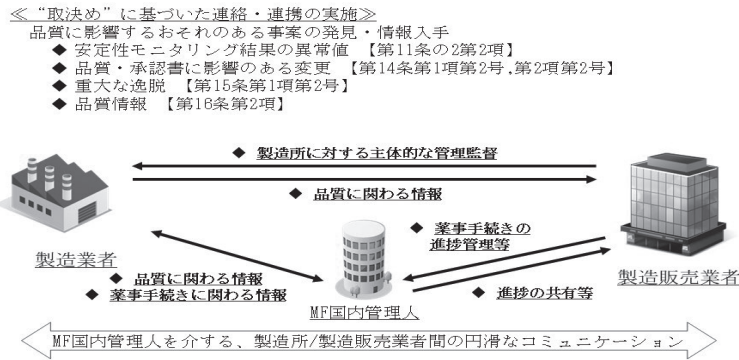 ≪“取決め”に基づいた連絡・連携の実施≫
品質に影響するおそれのある事案の発見・情報入手
◆ 安定性モニタリング結果の異常値 【第11条の2第2項】
◆ 品質・承認書に影響のある変更 【第14条第1項第2号,第2項第2号】
◆ 重大な逸脱 【第15条第1項第2号】
◆ 品質情報 【第16条第2項】
◆ 製造所に対する主体的な管理監督
◆ 品質に関わる情報
◆ 薬事手続きの
進捗管理等
製造業者
製造販売業者
◆ 品質に関わる情報
◆ 薬事手続きに関わる情報
◆ 進捗の共有等
MF国内管理人
MF国内管理人を介する、製造所/製造販売業者間の円滑なコミュニケーション